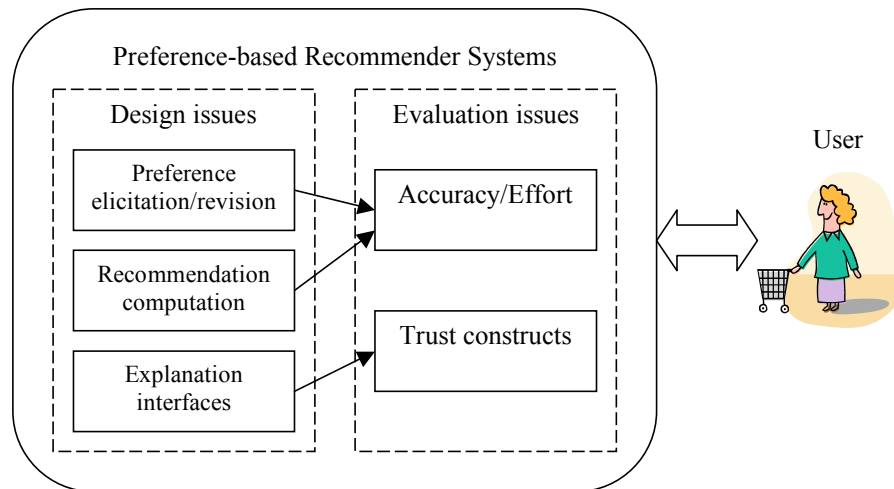 Preference-based Recommender Systems
Design issues
Preference
elicitation/revision
Recommendation
computation
Explanation
interfaces
Evaluation issues
Accuracy/Effort
Trust constructs
User